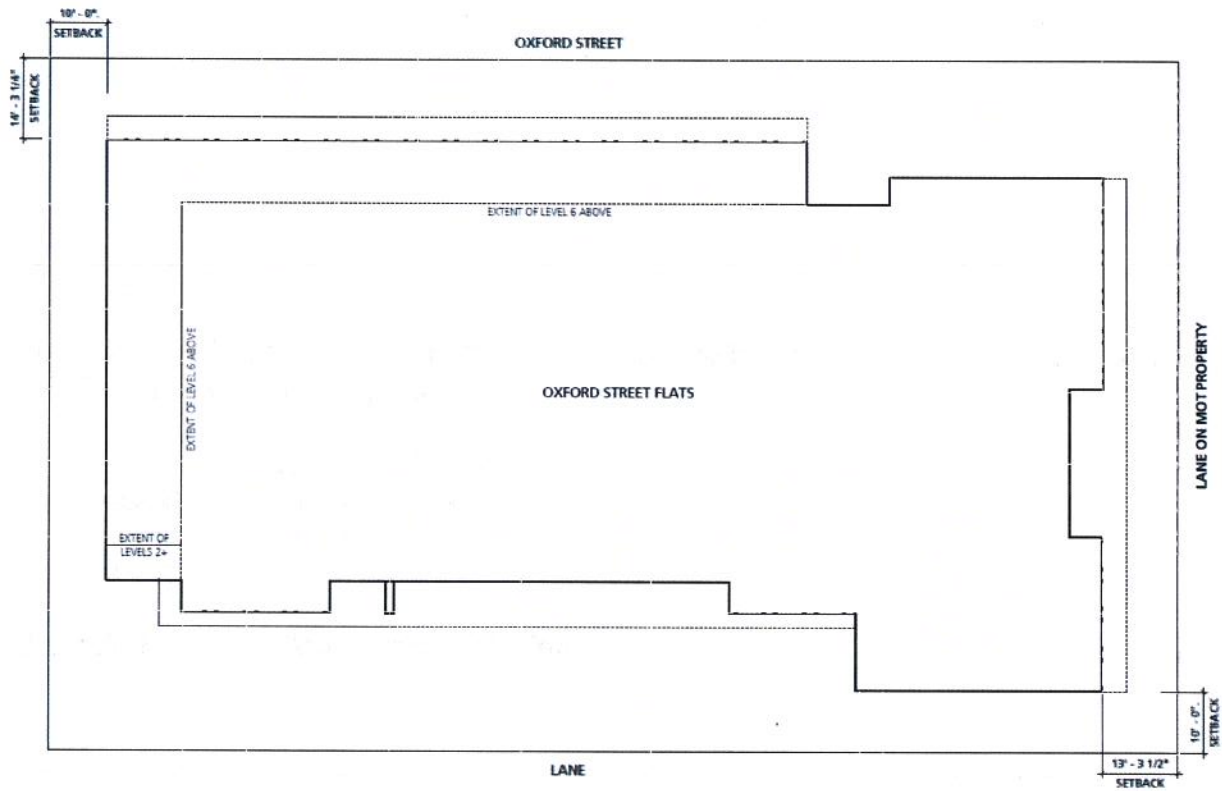 10' - 0".
SETBACK
OXFORD STREET
14' - 3 1/4"
SETBACK
EXTENT OF LEVEL 6 ABOVE
EXTENT OF LEVEL 6 ABOVE
OXFORD STREET FLATS
LANE ON MOT PROPERTY
EXTENT OF
LEVELS 2+
10' - 0".
SETBACK
LANE
13' - 3 1/2"
SETBACK